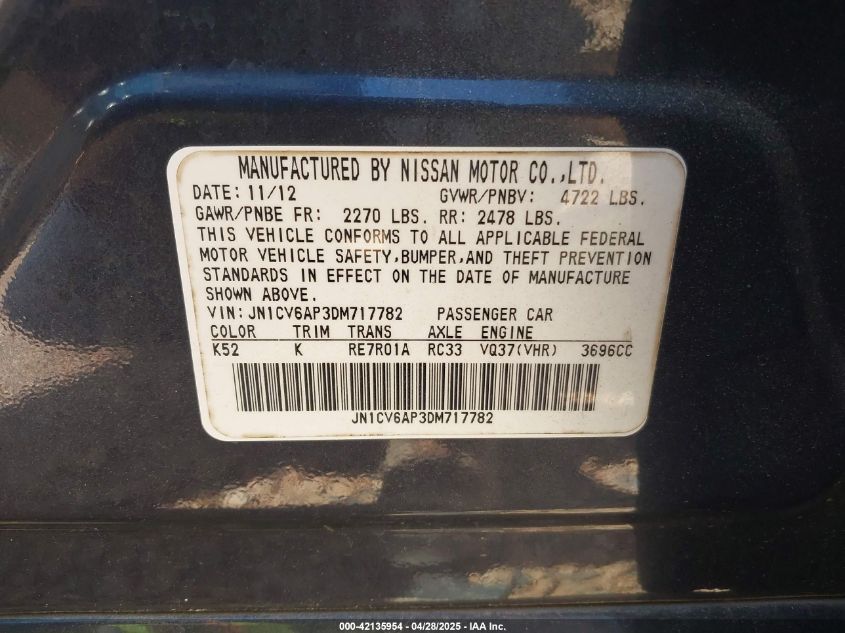 MANUFACTURED BY NISSAN MOTOR CO.,LTD.
DATE: 11/12 GVWR/PNBV: 4722 LBS.
GAWR/PNBE FR: 2270 LBS. RR: 2478 LBS.
THIS VEHICLE CONFORMS TO ALL APPLICABLE FEDERAL
MOTOR VEHICLE SAFETY,BUMPER,AND THEFT PREVENTION
STANDARDS IN EFFECT ON THE DATE OF MANUFACTURE
SHOWN ABOVE.
VIN:JN1CV6AP3DM717782 PASSENGER CAR
COLOR TRIM TRANS AXLE ENGINE
K52 K RE7R01A RC33 VQ37(VHR) 3696CC
JN1CV6AP3DM717782
000-42135954 - 04/28/2025 - IAA Inc.